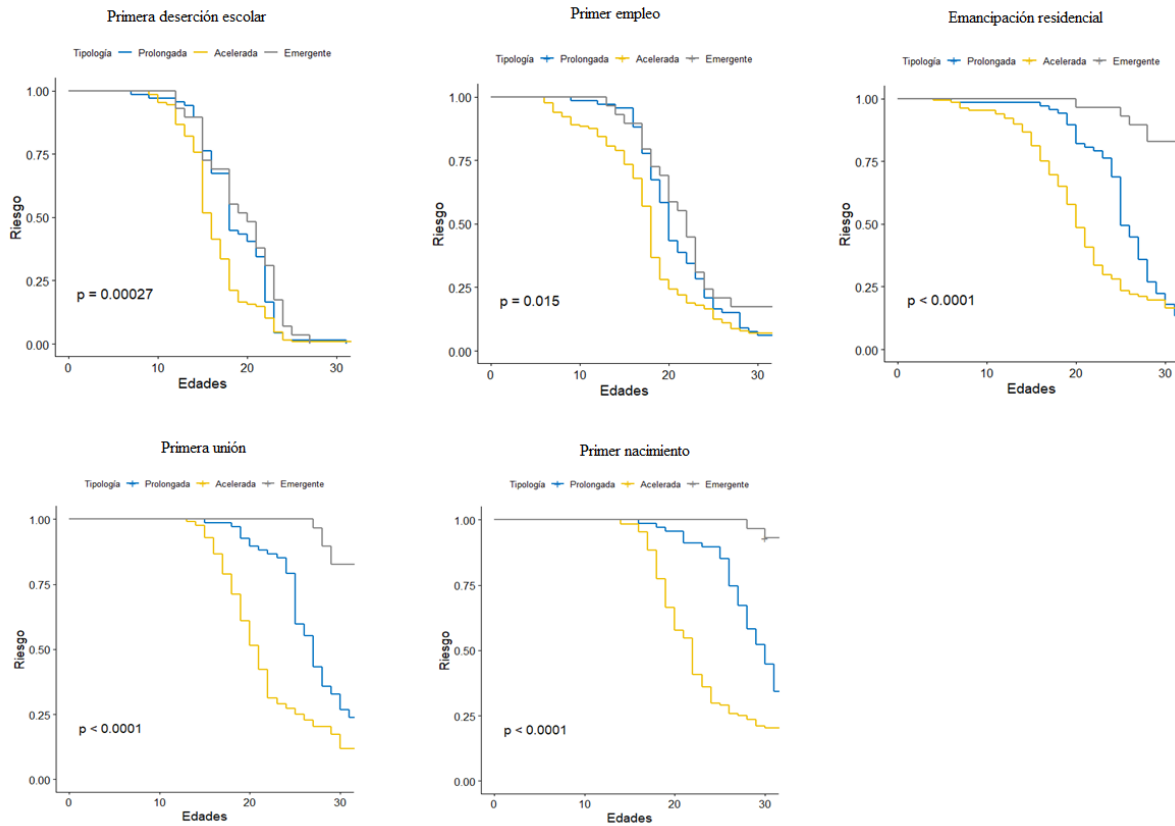 Primera deserción escolar
Tipología Prolongada Acelerada Emergente
1.00
0.75
0.50
0.25
0.00
Riesgo
p = 0.00027
0 10 20 30
Edades
Primer empleo
Tipología Prolongada Acelerada Emergente
1.00
0.75
0.50
0.25
0.00
Riesgo
p = 0.015
0 10 20 30
Edades
Emancipación residencial
Tipología Prolongada Acelerada Emergente
1.00
0.75
0.50
0.25
0.00
Riesgo
p < 0.0001
0 10 20 30
Edades
Primera unión
Tipología Prolongada Acelerada Emergente
1.00
0.75
0.50
0.25
0.00
Riesgo
p < 0.0001
0 10 20 30
Edades
Primer nacimiento
Tipología Prolongada Acelerada Emergente
1.00
0.75
0.50
0.25
0.00
Riesgo
p < 0.0001
0 10 20 30
Edades